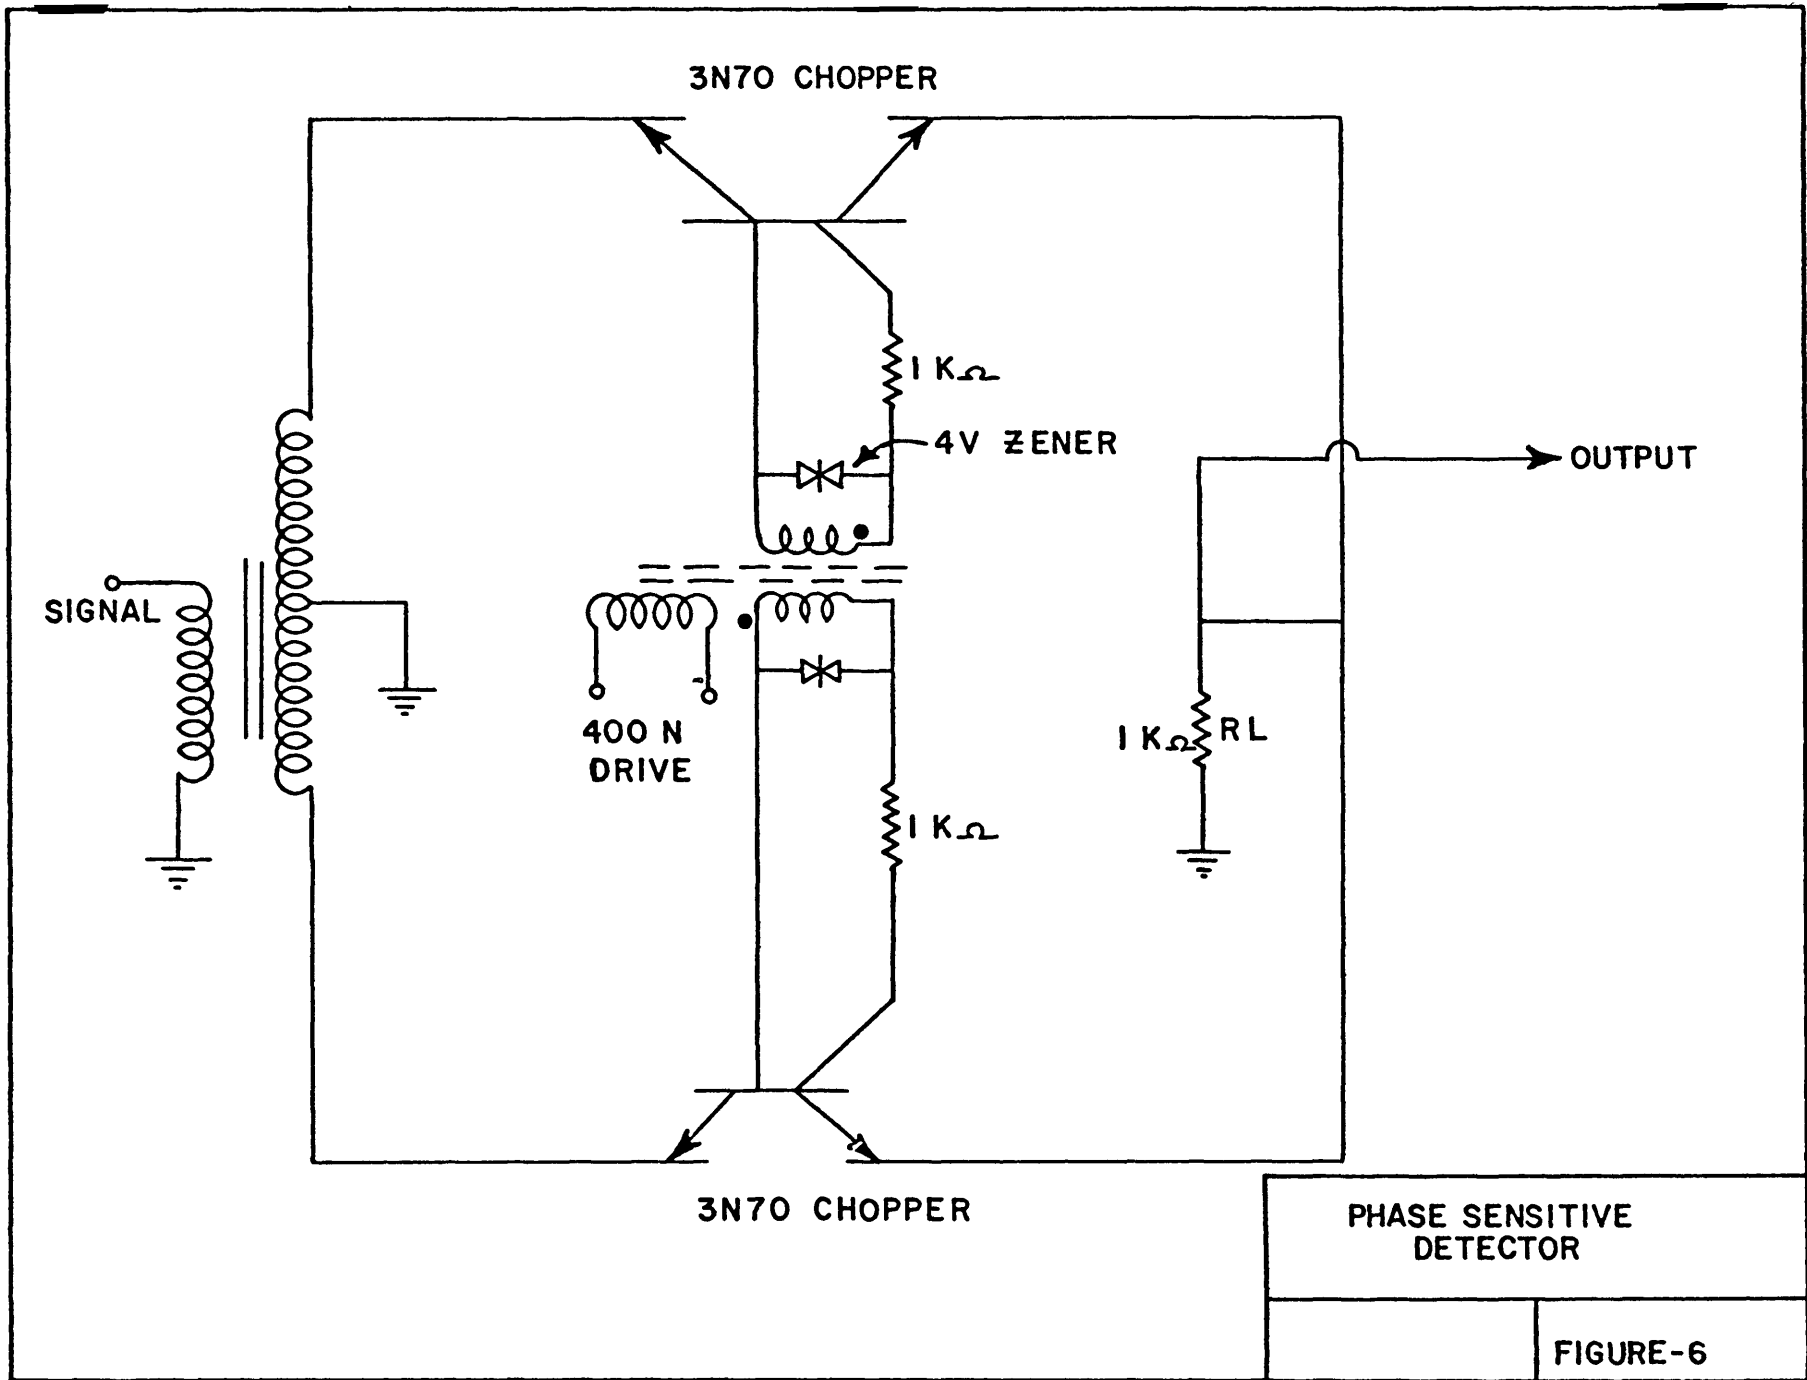 3N70 CHOPPER
1 KΩ
4V ZENER
OUTPUT
SIGNAL
400 N
DRIVE
1 KΩ RL
1 KΩ
3N70 CHOPPER
PHASE SENSITIVE
DETECTOR
FIGURE-6